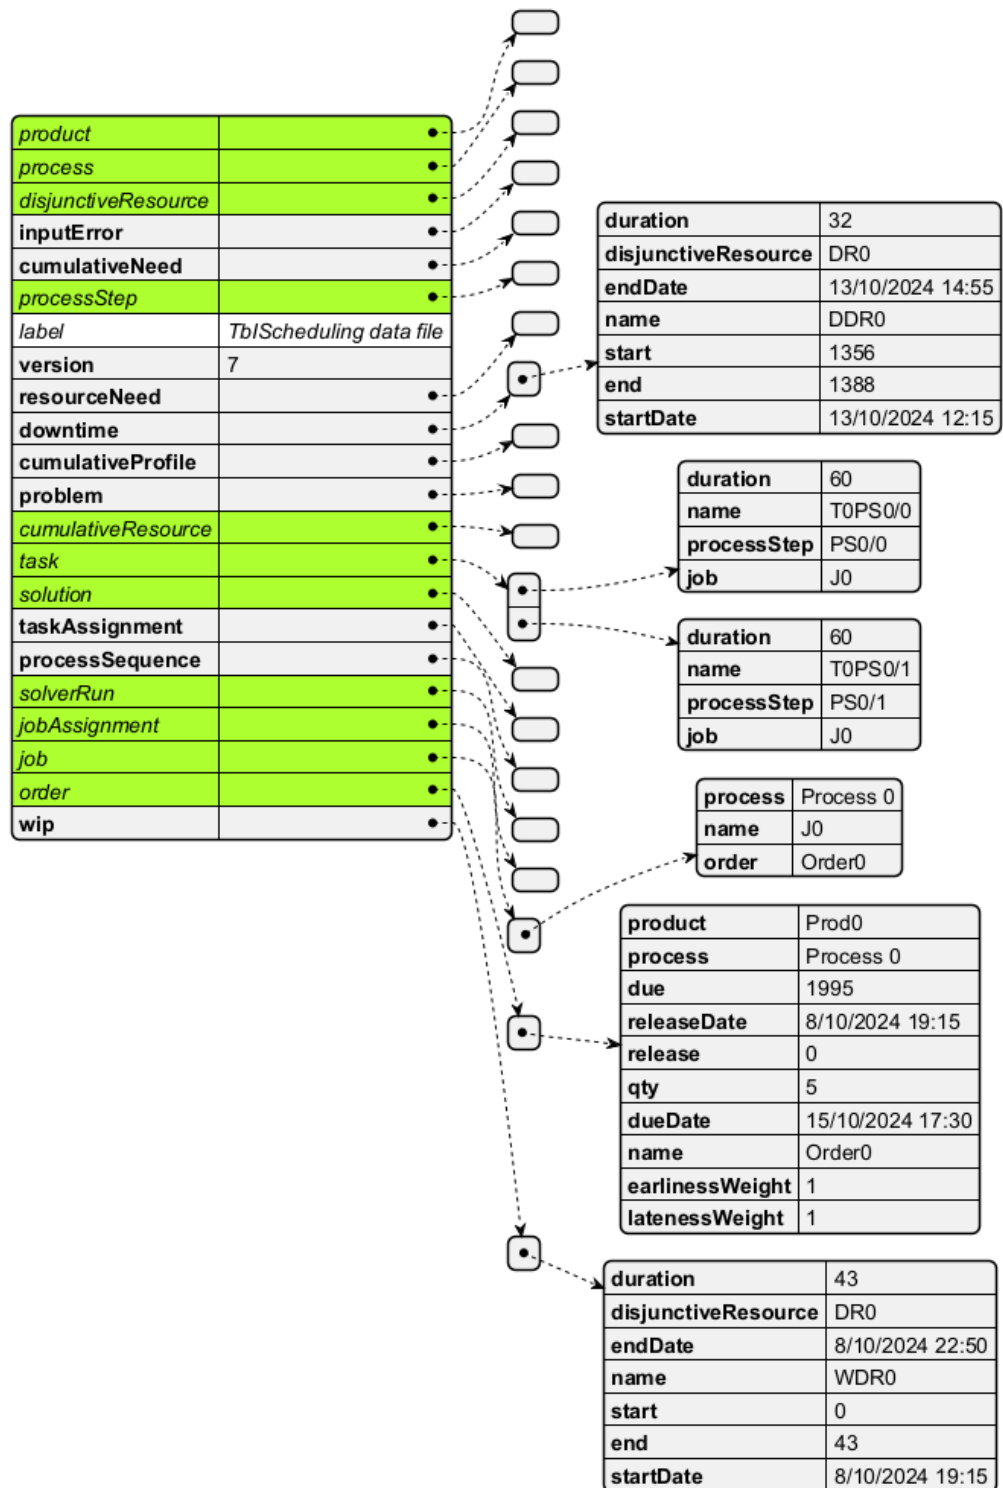 product
process
disjunctiveResource
inputError
cumulativeNeed
processStep
label TblScheduling data file
version 7
resourceNeed
downtime
cumulativeProfile
problem
cumulativeResource
task
solution
taskAssignment
processSequence
solverRun
jobAssignment
job
order
wip
duration 32
disjunctiveResource DR0
endDate 13/10/2024 14:55
name DDR0
start 1356
end 1388
startDate 13/10/2024 12:15
duration 60
name T0PS0/0
processStep PS0/0
job J0
duration 60
name T0PS0/1
processStep PS0/1
job J0
process Process 0
name J0
order Order0
product Prod0
process Process 0
due 1995
releaseDate 8/10/2024 19:15
release 0
qty 5
dueDate 15/10/2024 17:30
name Order0
earlinessWeight 1
latenessWeight 1
duration 43
disjunctiveResource DR0
endDate 8/10/2024 22:50
name WDR0
start 0
end 43
startDate 8/10/2024 19:15